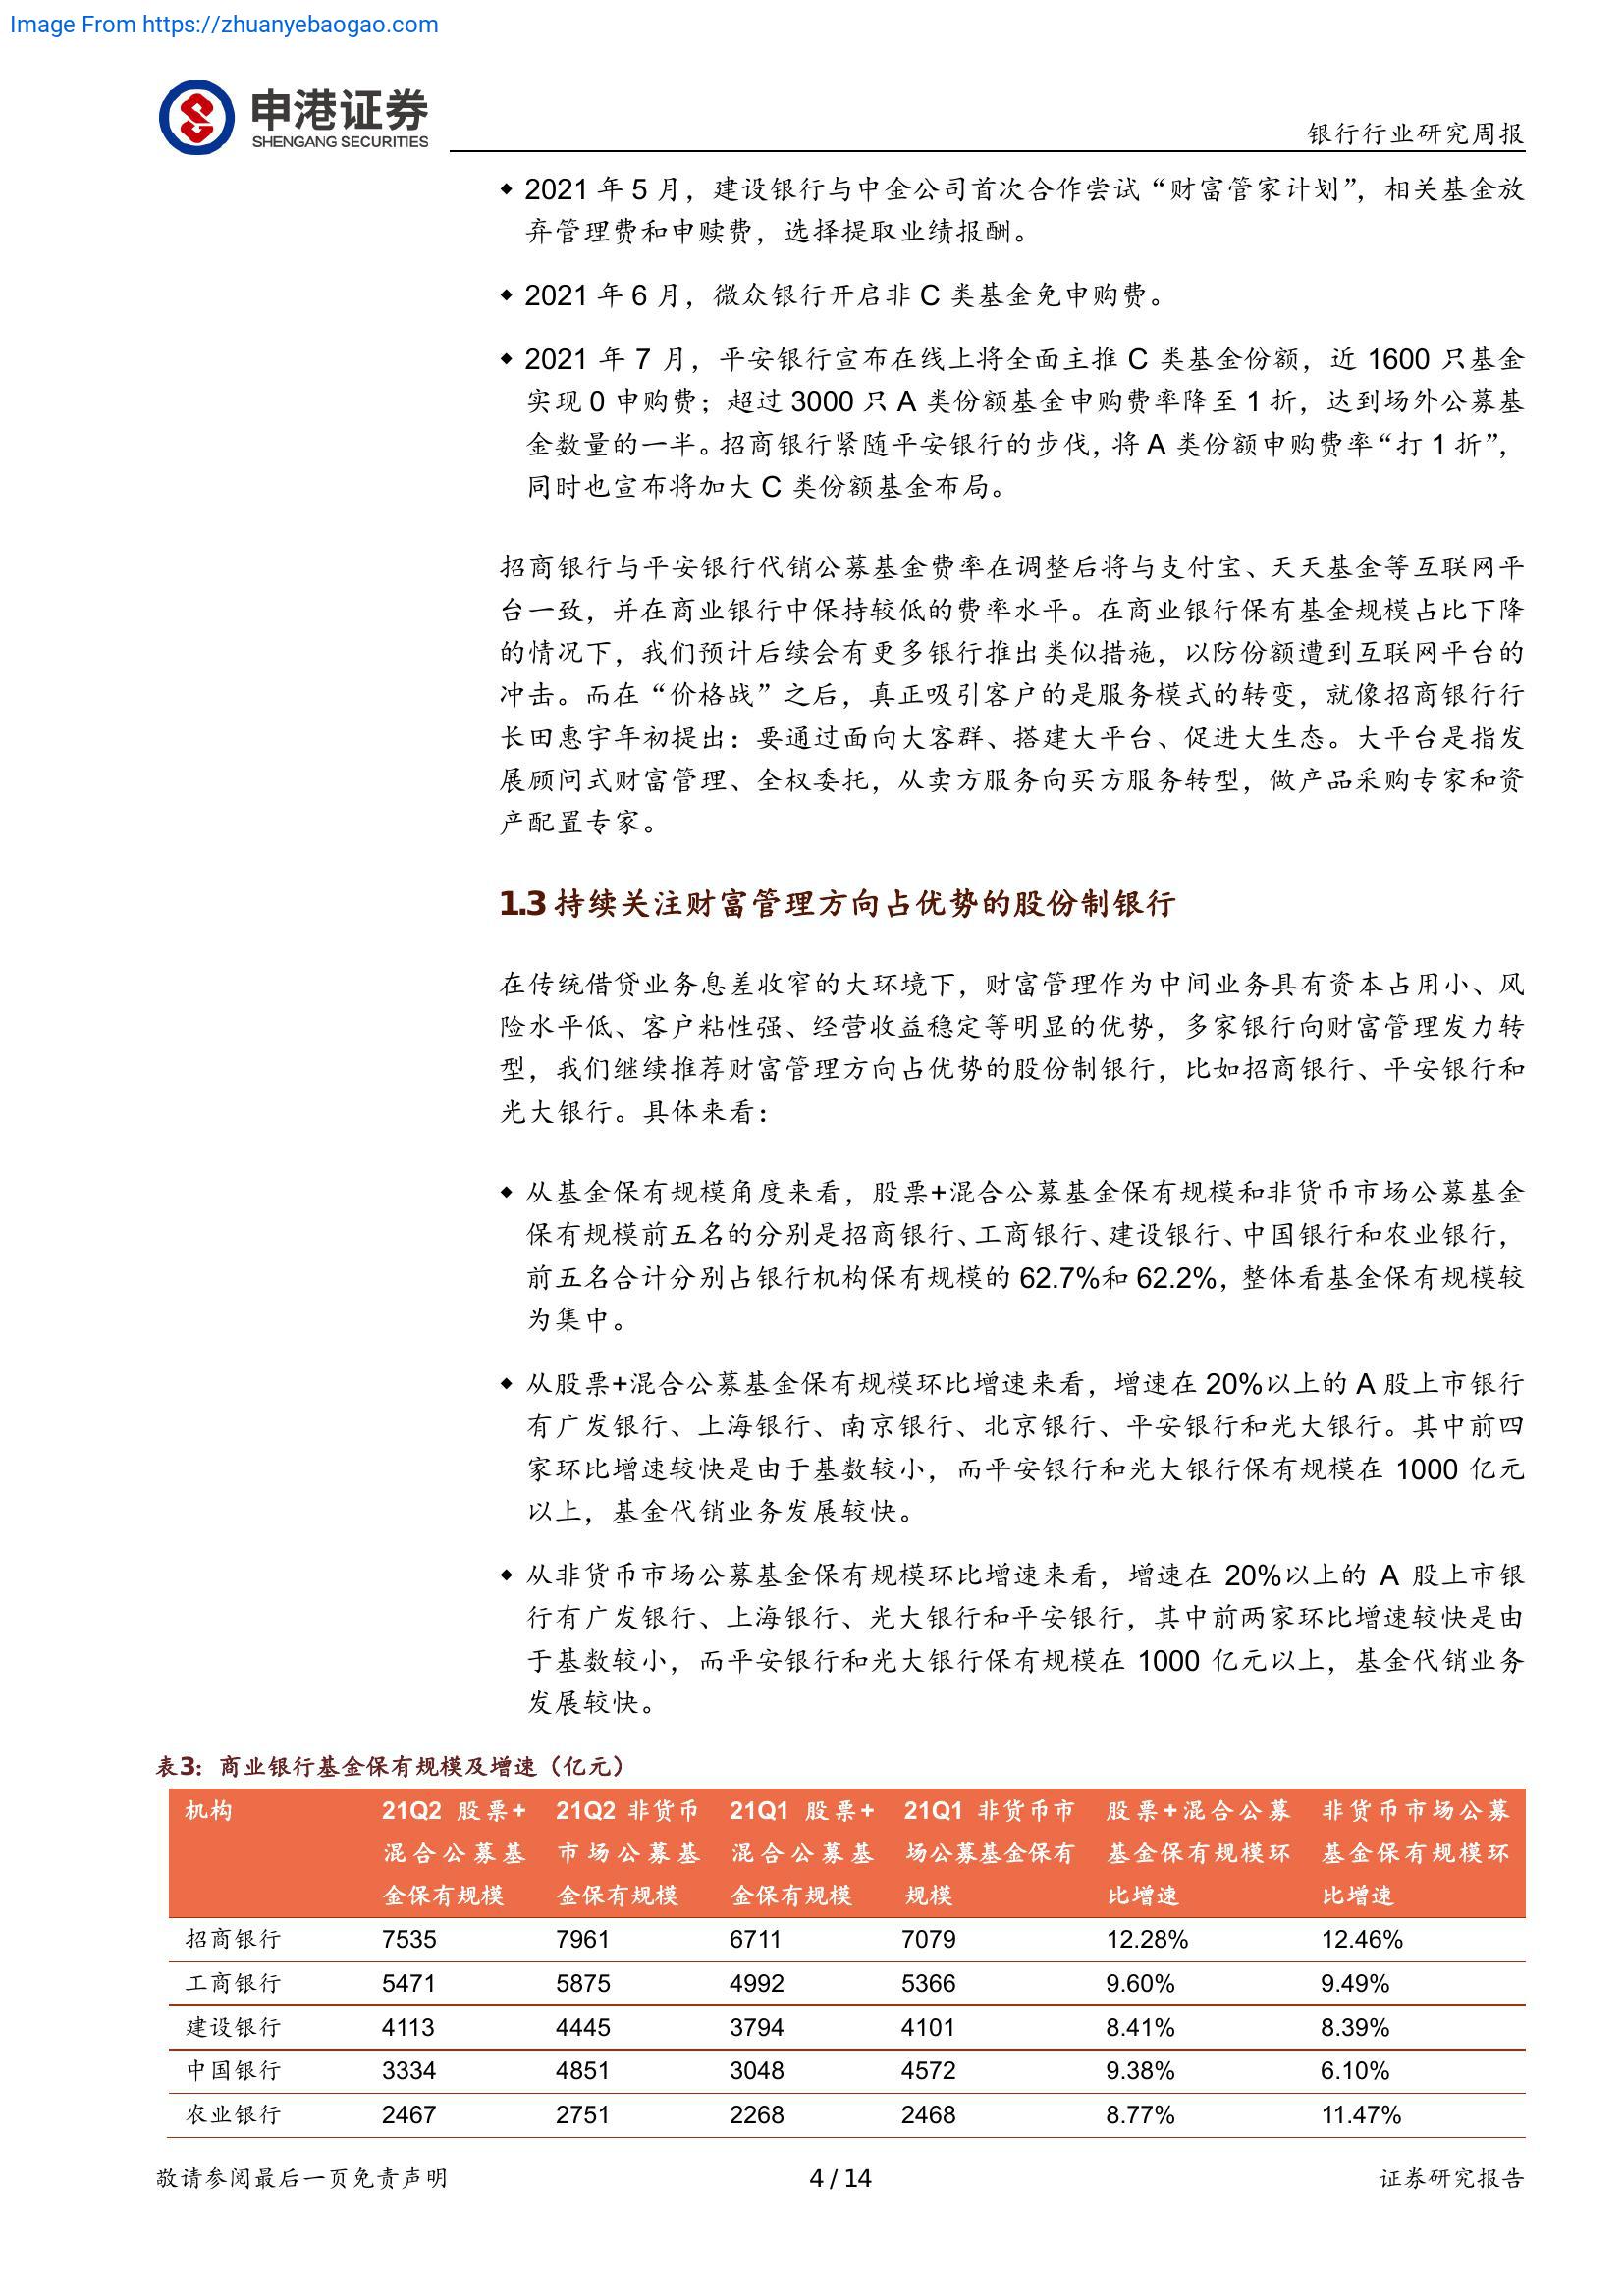 Image From https://zhuanyebaogao.com
申港证券
SHENGANG SECURITIES
银行行业研究周报
◆ 2021 年 5 月，建设银行与中金公司首次合作尝试“财富管家计划”，相关基金放
弃管理费和申赎费，选择提取业绩报酬。
◆ 2021 年 6 月，微众银行开启非 C 类基金免申购费。
◆ 2021 年 7 月，平安银行宣布在线上将全面主推 C 类基金份额，近 1600 只基金
实现 0 申购费；超过 3000 只 A 类份额基金申购费率降至 1 折，达到场外公募基
金数量的一半。招商银行紧随平安银行的步伐，将 A 类份额申购费率“打 1 折”，
同时也宣布将加大 C 类份额基金布局。
招商银行与平安银行代销公募基金费率在调整后将与支付宝、天天基金等互联网平
台一致，并在商业银行中保持较低的费率水平。在商业银行保有基金规模占比下降
的情况下，我们预计后续会有更多银行推出类似措施，以防份额遭到互联网平台的
冲击。而在“价格战”之后，真正吸引客户的是服务模式的转变，就像招商银行行
长田惠宇年初提出：要通过面向大客群、搭建大平台、促进大生态。大平台是指发
展顾问式财富管理、全权委托，从卖方服务向买方服务转型，做产品采购专家和资
产配置专家。
1.3 持续关注财富管理方向占优势的股份制银行
在传统借贷业务息差收窄的大环境下，财富管理作为中间业务具有资本占用小、风
险水平低、客户粘性强、经营收益稳定等明显的优势，多家银行向财富管理发力转
型，我们继续推荐财富管理方向占优势的股份制银行，比如招商银行、平安银行和
光大银行。具体来看：
◆ 从基金保有规模角度来看，股票+混合公募基金保有规模和非货币市场公募基金
保有规模前五名的分别是招商银行、工商银行、建设银行、中国银行和农业银行，
前五名合计分别占银行机构保有规模的 62.7%和 62.2%，整体看基金保有规模较
为集中。
◆ 从股票+混合公募基金保有规模环比增速来看，增速在 20%以上的 A 股上市银行
有广发银行、上海银行、南京银行、北京银行、平安银行和光大银行。其中前四
家环比增速较快是由于基数较小，而平安银行和光大银行保有规模在 1000 亿元
以上，基金代销业务发展较快。
◆ 从非货币市场公募基金保有规模环比增速来看，增速在 20%以上的 A 股上市银
行有广发银行、上海银行、光大银行和平安银行，其中前两家环比增速较快是由
于基数较小，而平安银行和光大银行保有规模在 1000 亿元以上，基金代销业务
发展较快。
表3：商业银行基金保有规模及增速（亿元）
机构 21Q2 股票+ 21Q2 非货币 21Q1 股票+ 21Q1 非货币市 股票+混合公募 非货币市场公募
混合公募基 市场公募基 混合公募基 场公募基金保有 基金保有规模环 基金保有规模环
金保有规模 金保有规模 金保有规模 规模 比增速 比增速
招商银行 7535 7961 6711 7079 12.28% 12.46%
工商银行 5471 5875 4992 5366 9.60% 9.49%
建设银行 4113 4445 3794 4101 8.41% 8.39%
中国银行 3334 4851 3048 4572 9.38% 6.10%
农业银行 2467 2751 2268 2468 8.77% 11.47%
敬请参阅最后一页免责声明 4 / 14 证券研究报告